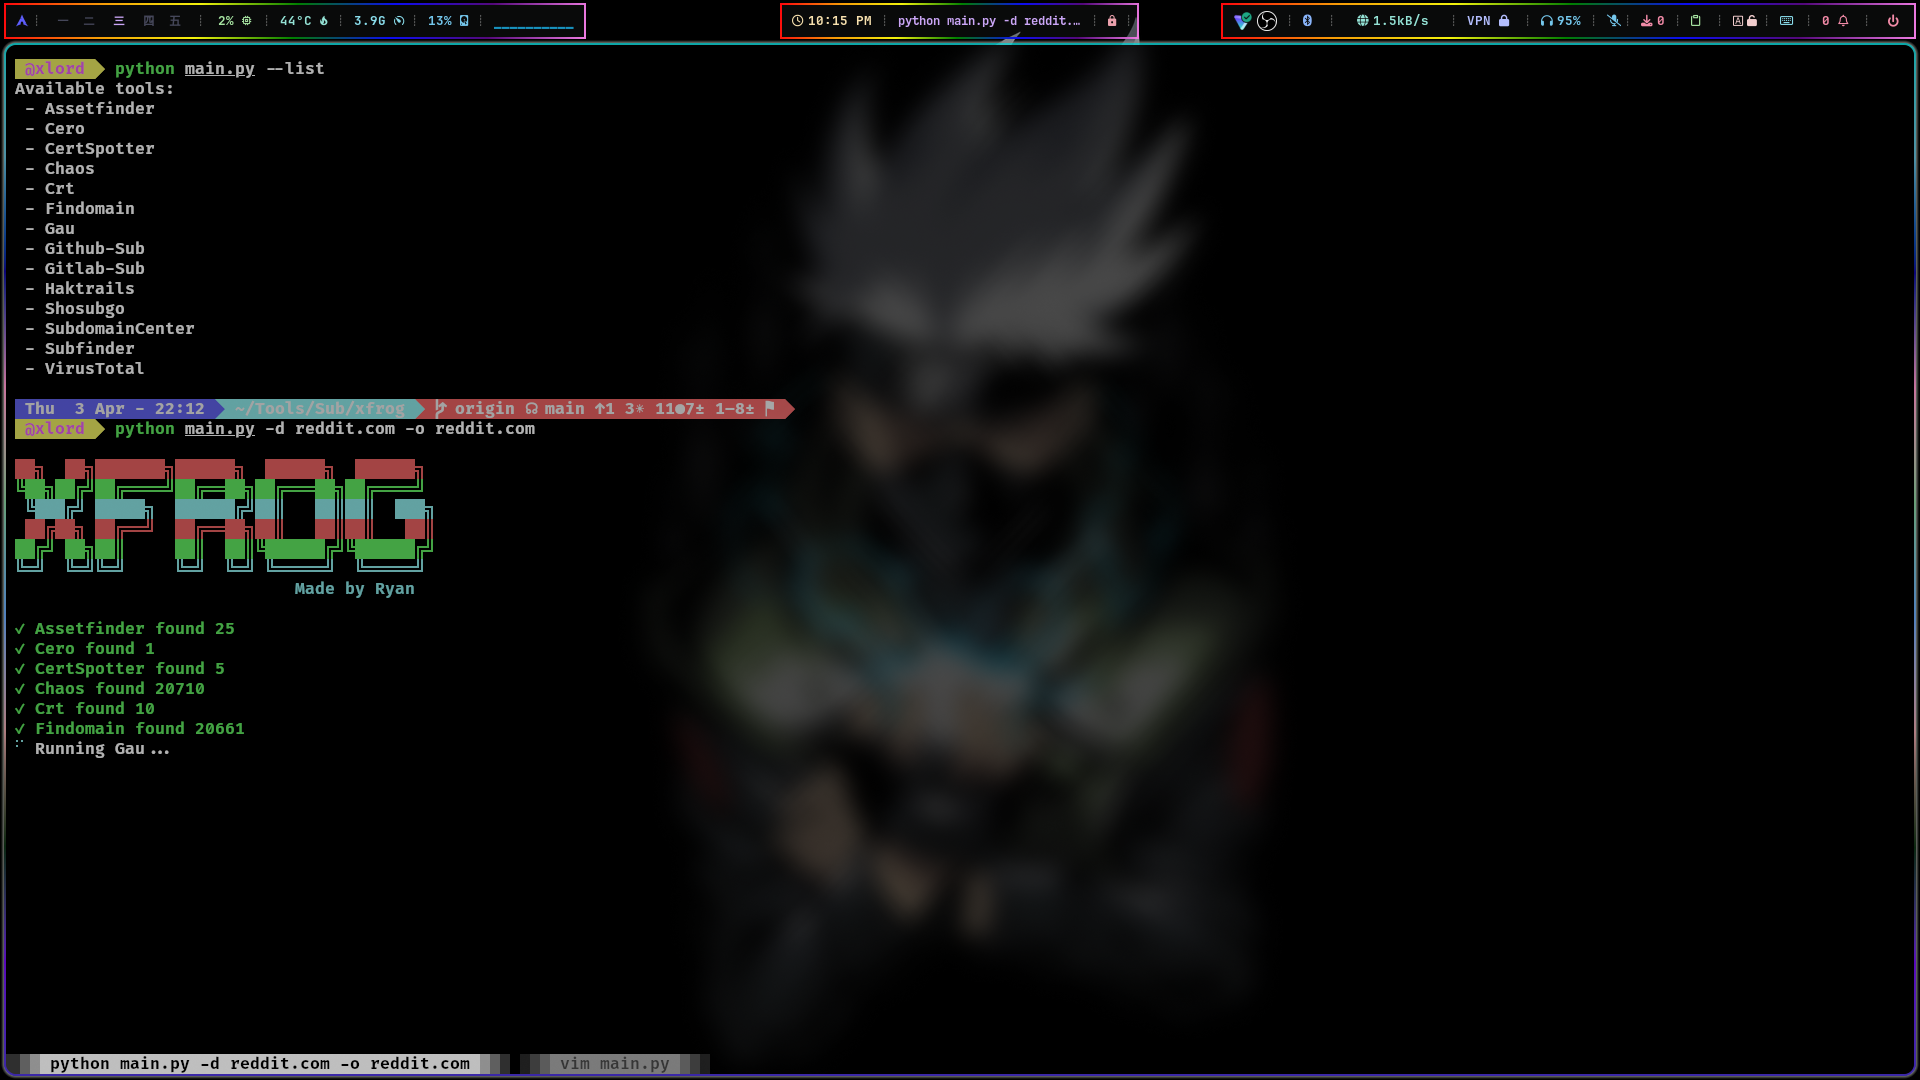 一 二 三 四 五 2% 44°C 3.9G 13% 10:15 PM python main.py -d reddit.… 1.5kB/s VPN 95% 0 A 0
@xlord python main.py --list
Available tools:
- Assetfinder
- Cero
- CertSpotter
- Chaos
- Crt
- Findomain
- Gau
- Github-Sub
- Gitlab-Sub
- Haktrails
- Shosubgo
- SubdomainCenter
- Subfinder
- VirusTotal
Thu 3 Apr - 22:12 ~/Tools/Sub/xfrog origin main ↑1 3* 11●7± 1—8±
@xlord python main.py -d reddit.com -o reddit.com
XFROG
Made by Ryan
✓ Assetfinder found 25
✓ Cero found 1
✓ CertSpotter found 5
✓ Chaos found 20710
✓ Crt found 10
✓ Findomain found 20661
Running Gau...
python main.py -d reddit.com -o reddit.com vim main.py